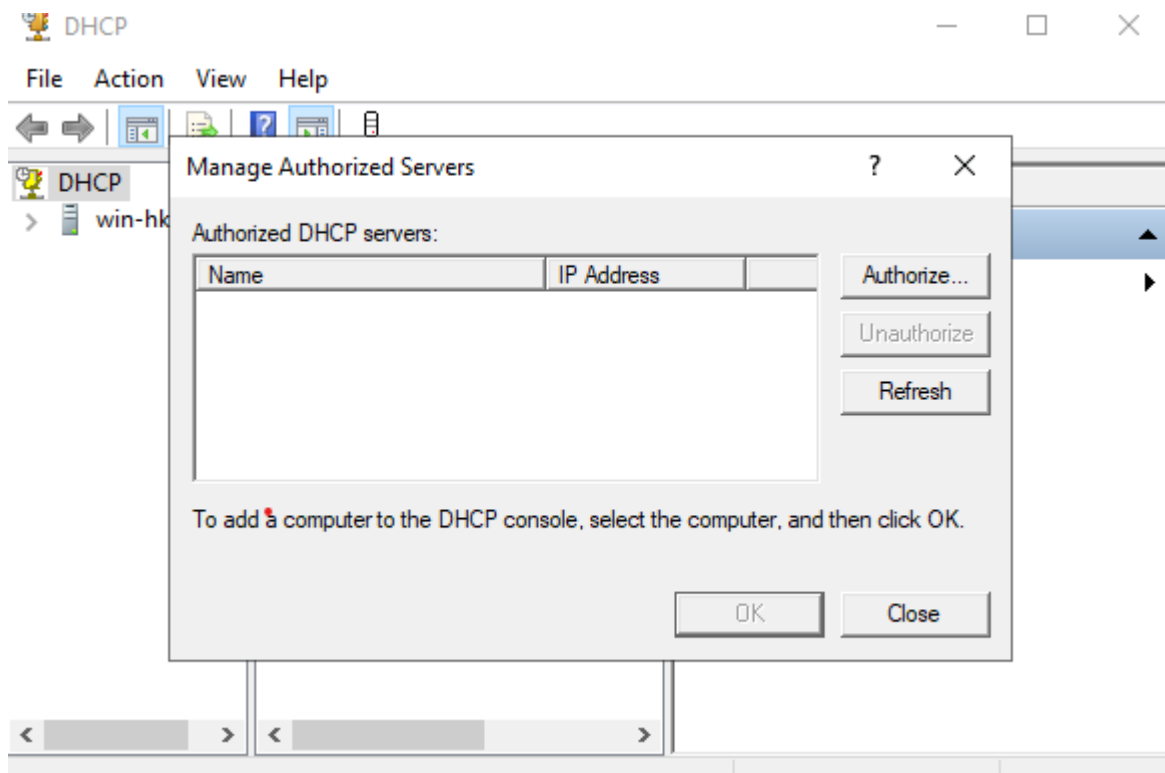 DHCP
File Action View Help
DHCP
win-hk
Manage Authorized Servers
?
Authorized DHCP servers:
Name IP Address
Authorize...
Unauthorize
Refresh
To add a computer to the DHCP console, select the computer, and then click OK.
OK Close